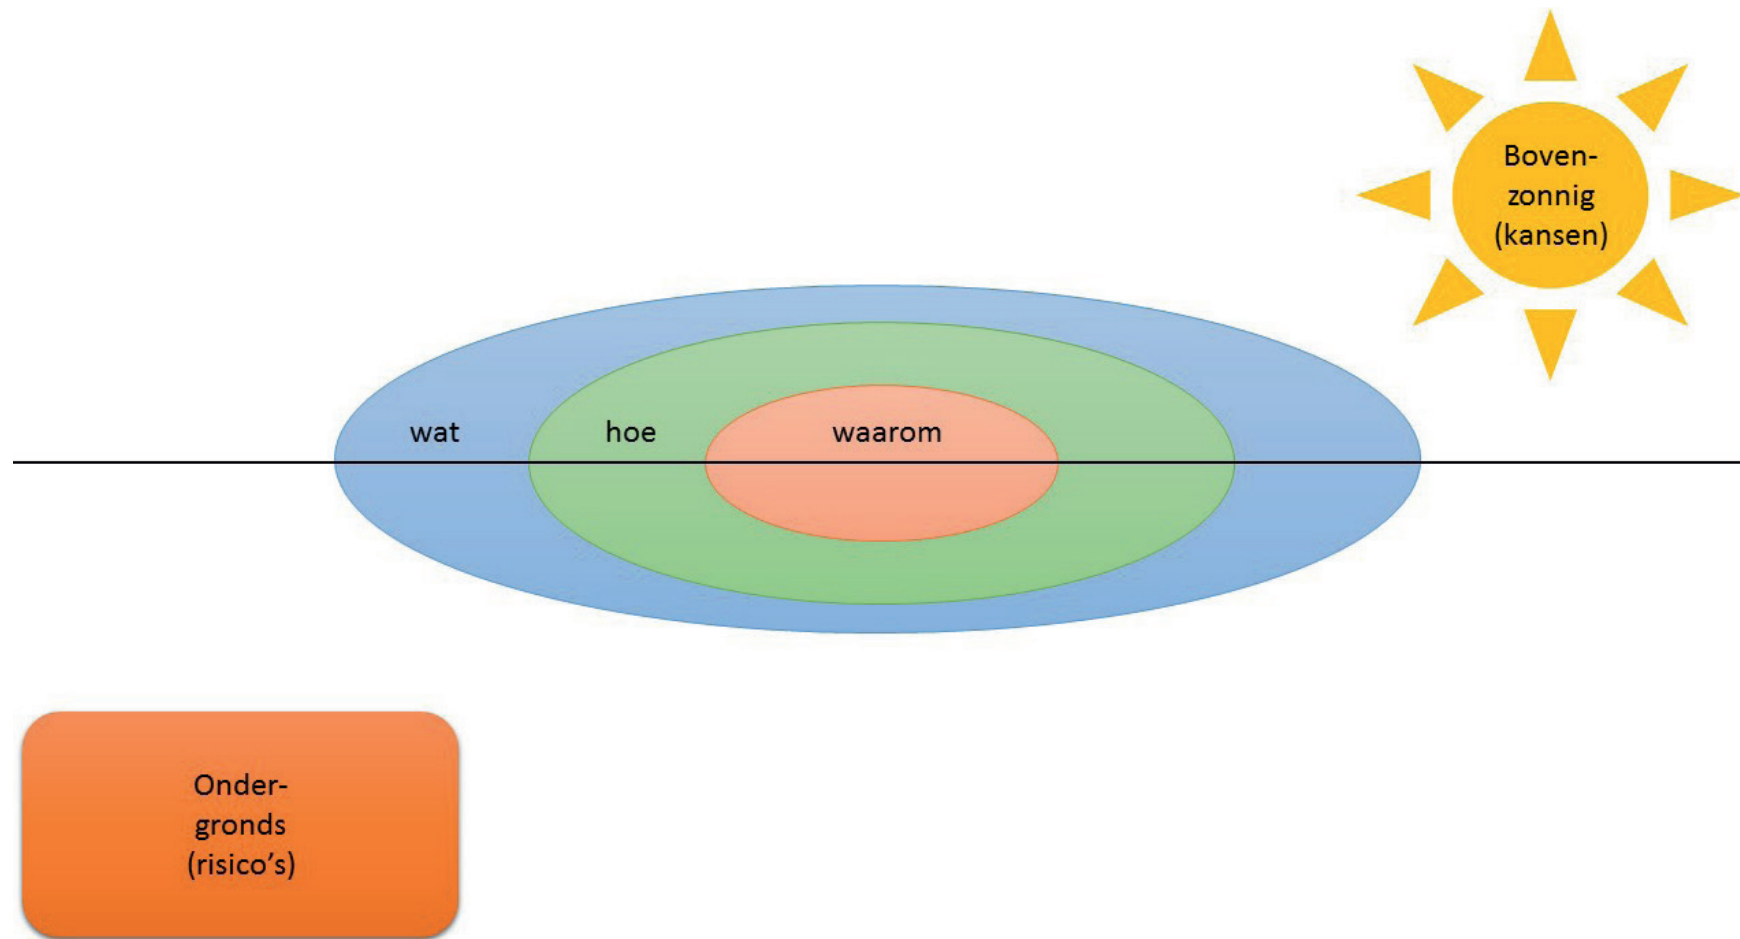 Boven-
zonnig
(kansen)
wat
hoe
waarom
Onder-
gronds
(risico's)